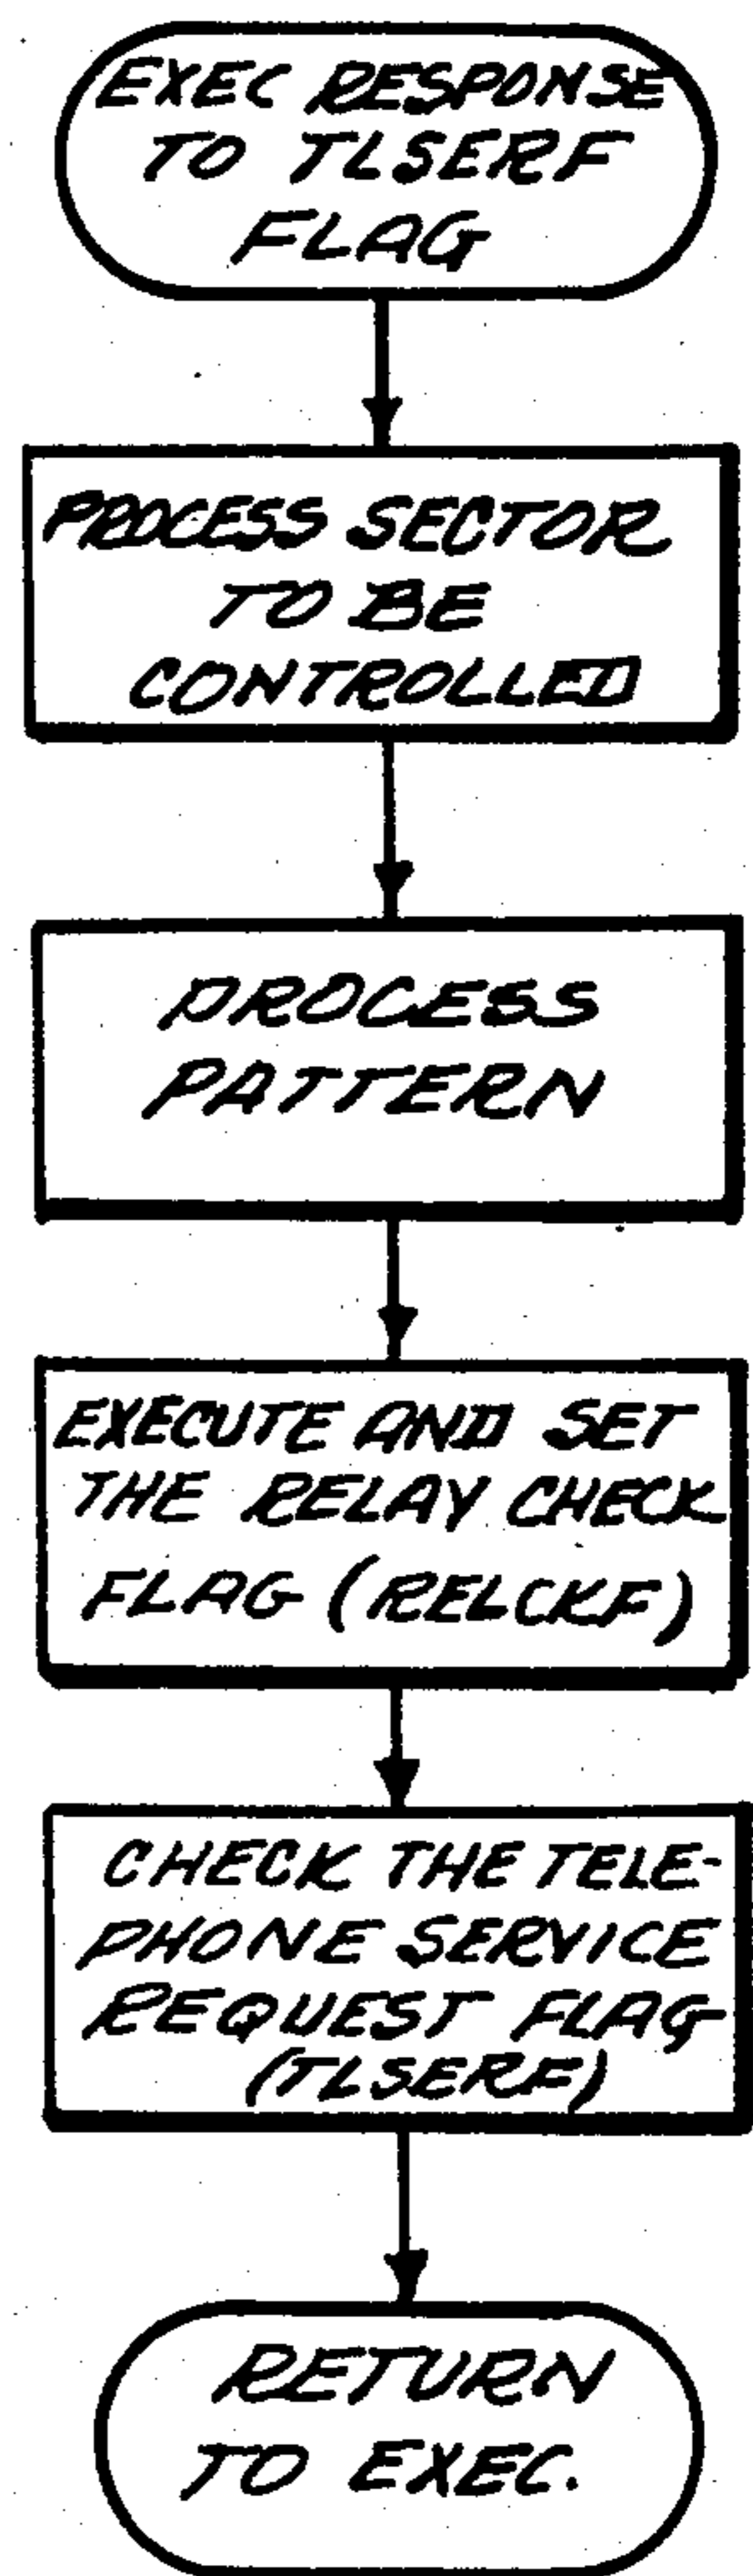 EXEC RESPONSE
TO TLSERF
FLAG
PROCESS SECTOR
TO BE
CONTROLLED
PROCESS
PATTERN
EXECUTE AND SET
THE RELAY CHECK
FLAG (RELCKF)
CHECK THE TELE-
PHONE SERVICE
REQUEST FLAG
(TLSERF)
RETURN
TO EXEC.